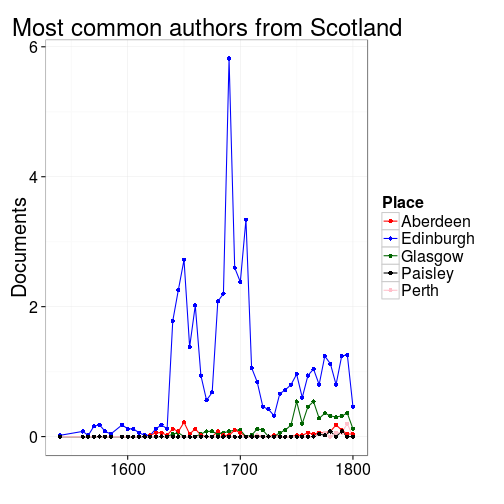 Most common authors from Scotland
6
4
2
0
Documents
1600
1700
1800
Place
Aberdeen
Edinburgh
Glasgow
Paisley
Perth